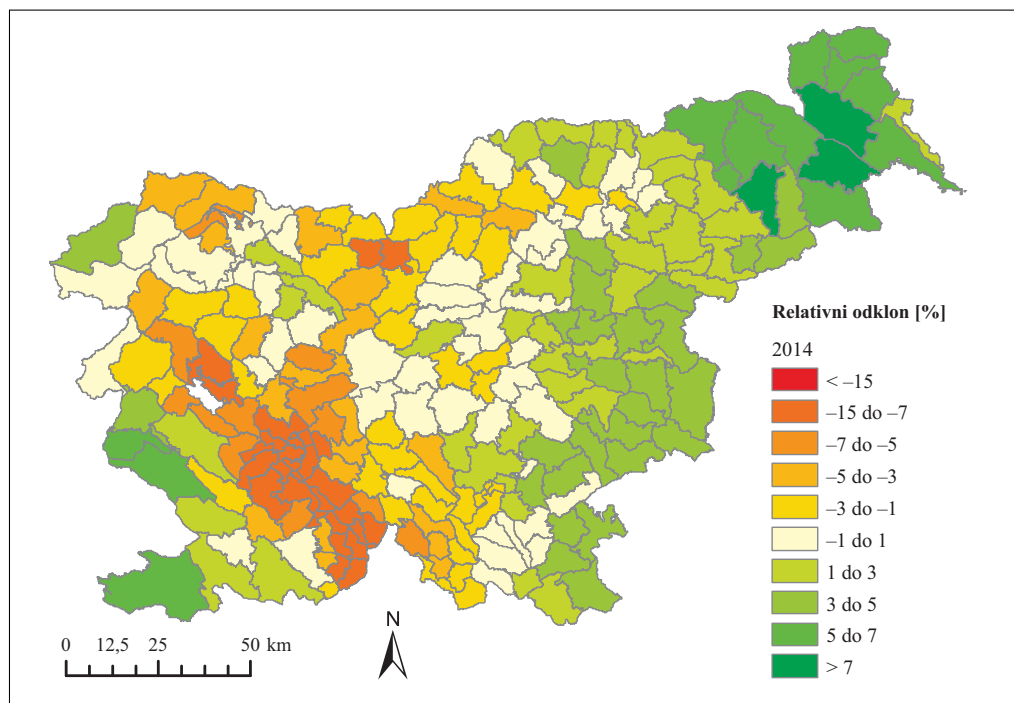 Relativni odklon [%]
2014
< –15
–15 do –7
–7 do –5
–5 do –3
–3 do –1
–1 do 1
1 do 3
3 do 5
5 do 7
> 7
N
0 12,5 25 50 km